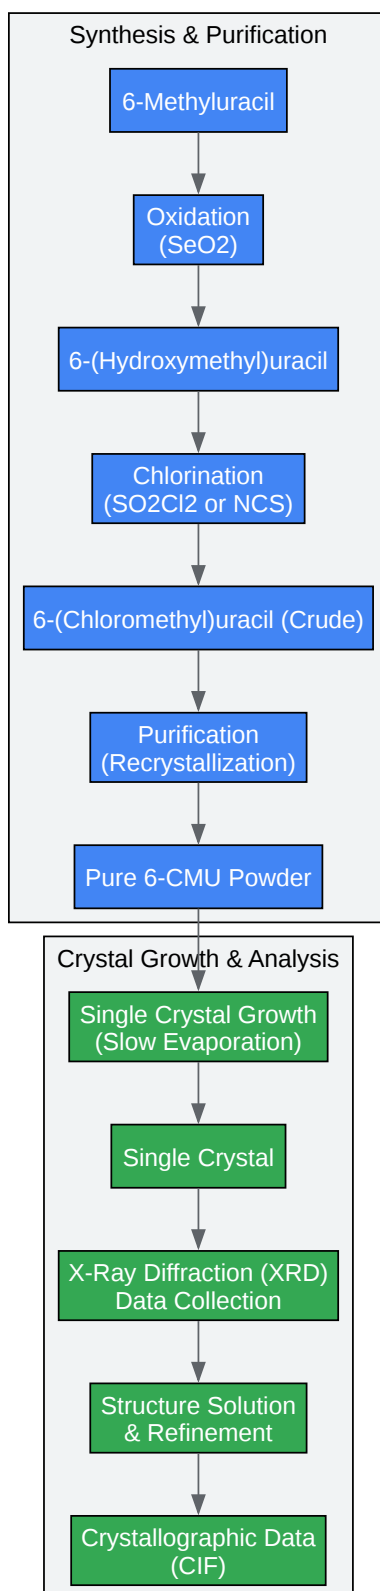 Synthesis & Purification
6-Methyluracil
Oxidation
(SeO2)
6-(Hydroxymethyl)uracil
Chlorination
(SO2Cl2 or NCS)
6-(Chloromethyl)uracil (Crude)
Purification
(Recrystallization)
Pure 6-CMU Powder
Crystal Growth & Analysis
Single Crystal Growth
(Slow Evaporation)
Single Crystal
X-Ray Diffraction (XRD)
Data Collection
Structure Solution
& Refinement
Crystallographic Data
(CIF)